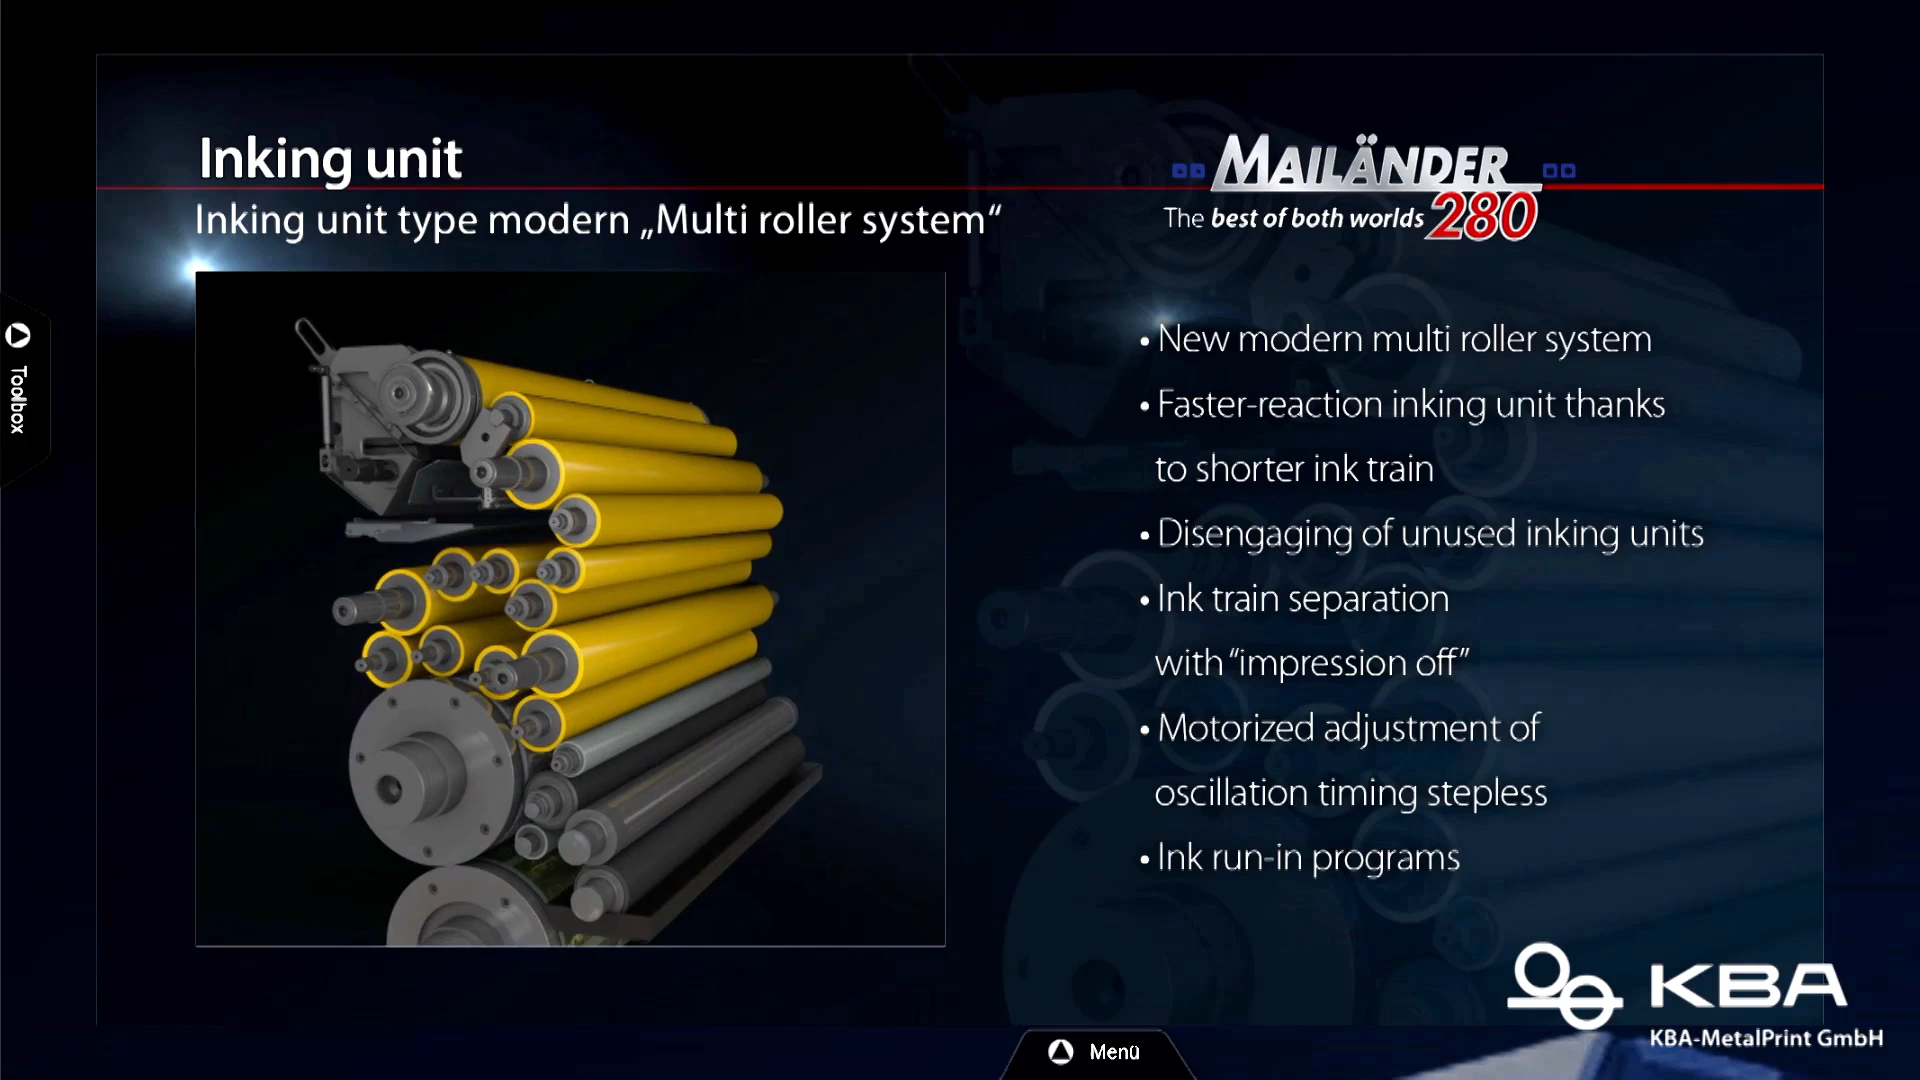 Inking unit
Inking unit type modern „Multi roller system“
MAILÄNDER
The best of both worlds 280
Toolbox
• New modern multi roller system
• Faster-reaction inking unit thanks
to shorter ink train
• Disengaging of unused inking units
• Ink train separation
with “impression off”
• Motorized adjustment of
oscillation timing stepless
• Ink run-in programs
KBA
KBA-MetalPrint GmbH
Menü